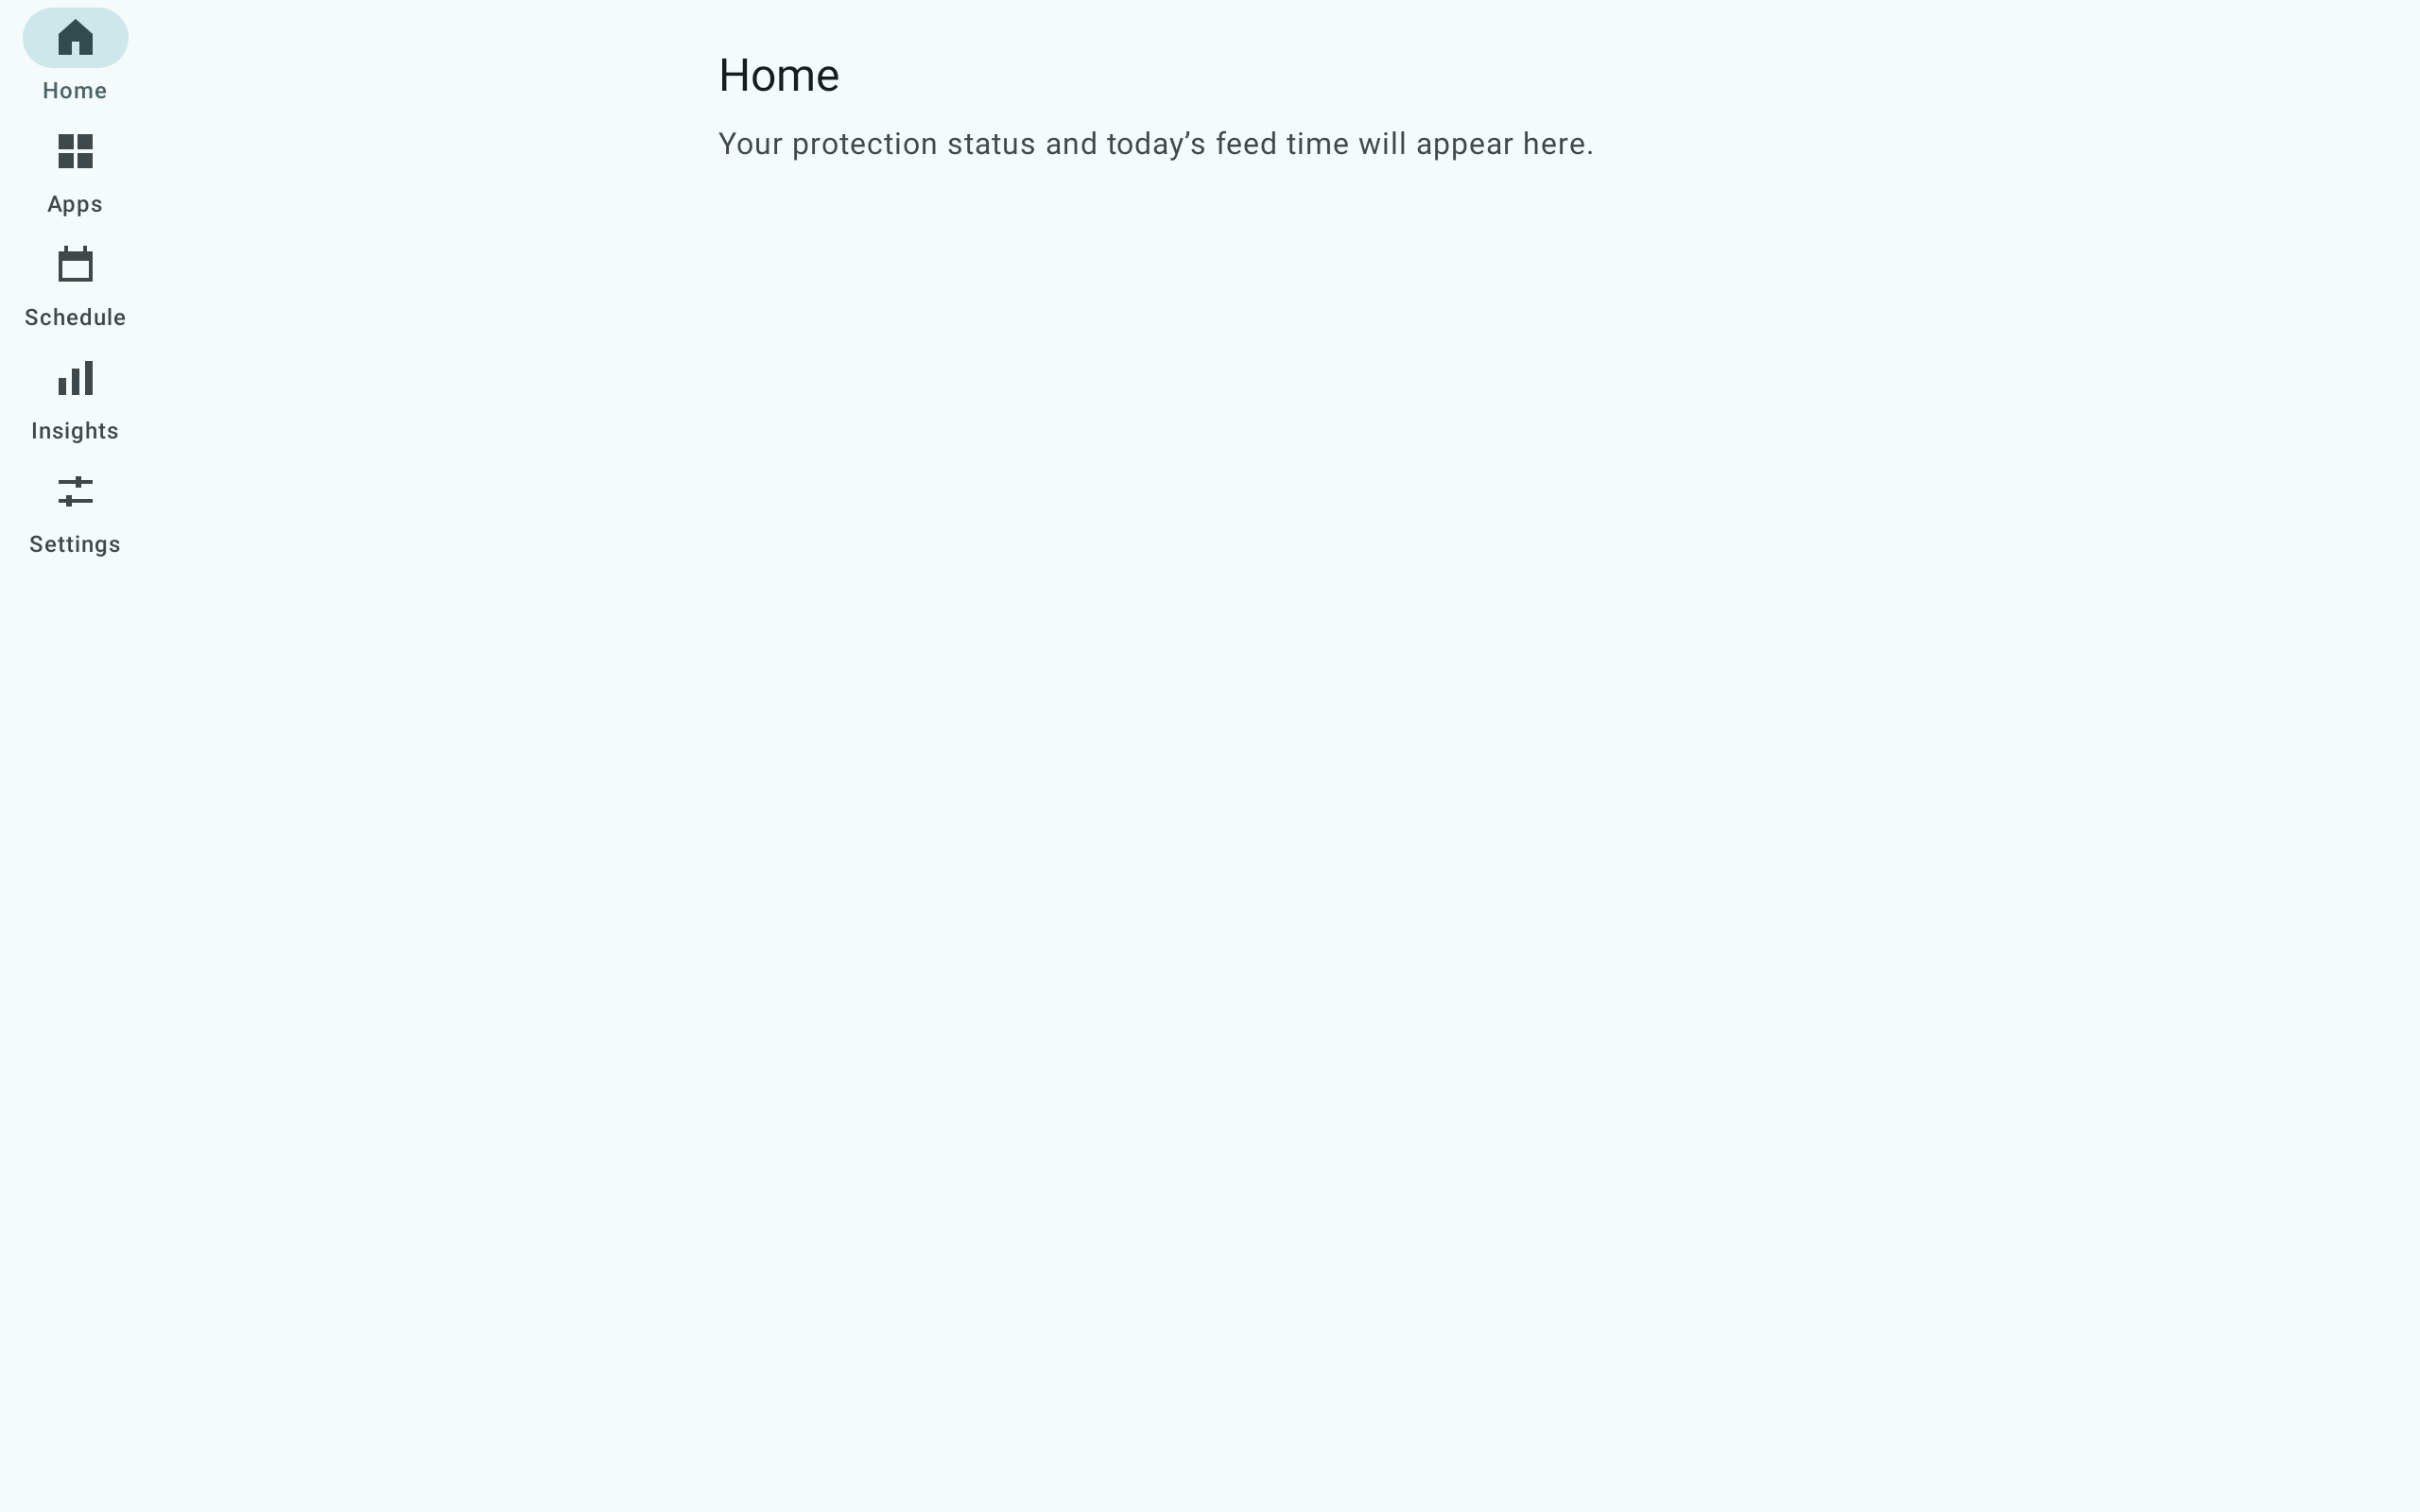 Home
Apps
Schedule
Insights
Settings
Home
Your protection status and today’s feed time will appear here.